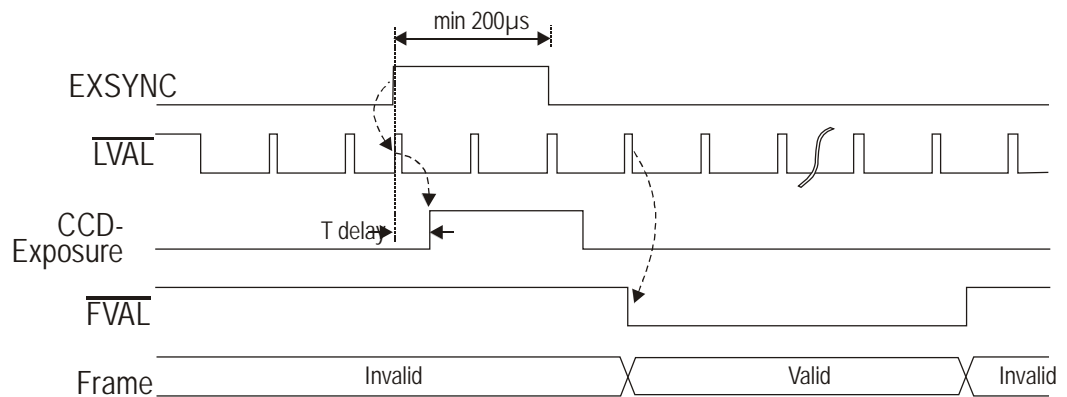 min 200µs
EXSYNC
LVAL
CCD-
Exposure
T delay
FVAL
Frame
Invalid
Valid
Invalid